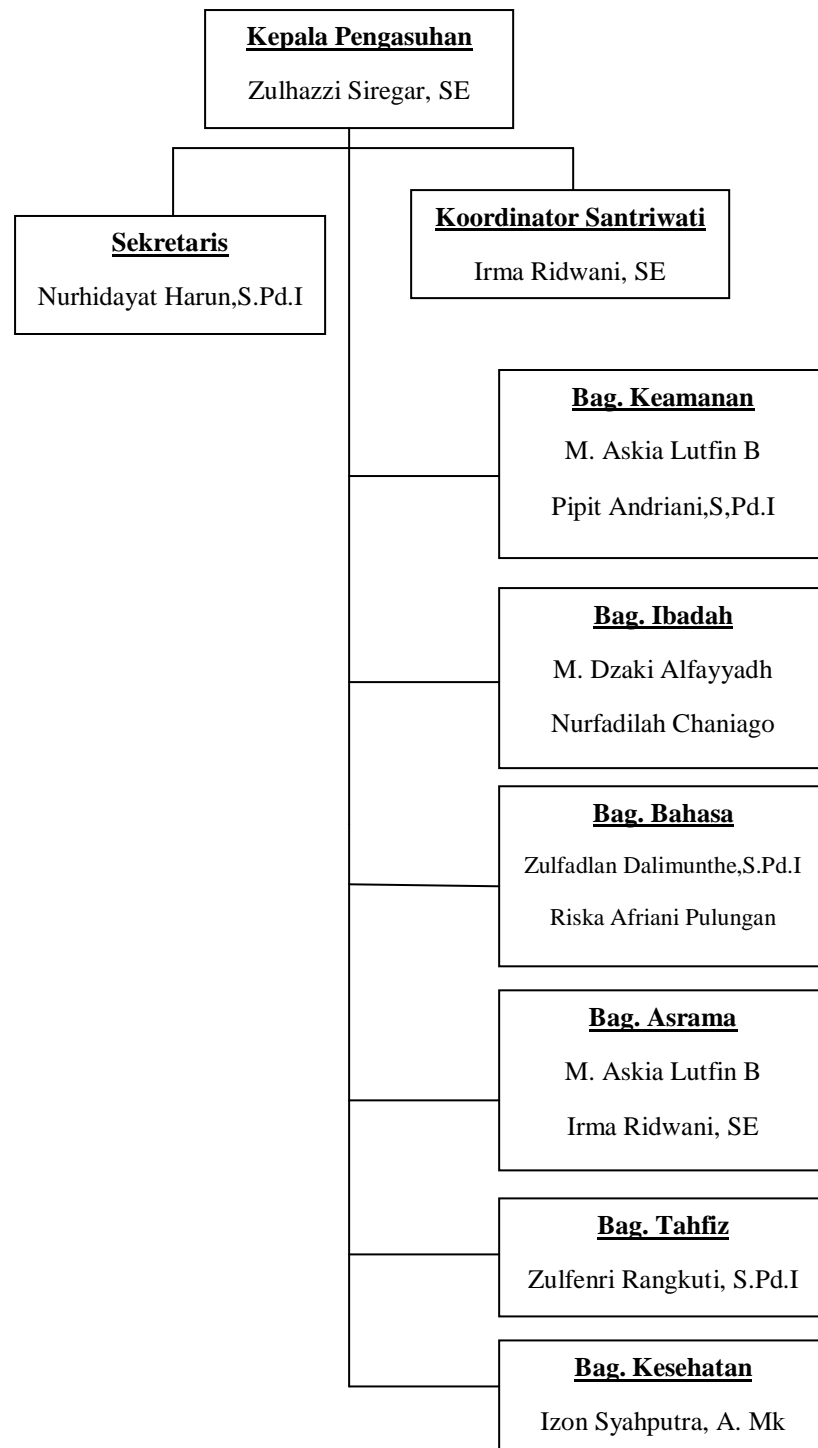 Kepala Pengasuhan
Zulhazzi Siregar, SE
Sekretaris
Nurhidayat Harun,S.Pd.I
Koordinator Santriwati
Irma Ridwani, SE
Bag. Keamanan
M. Askia Lutfin B
Pipit Andriani,S,Pd.I
Bag. Ibadah
M. Dzaki Alfayyadh
Nurfadilah Chaniago
Bag. Bahasa
Zulfadlan Dalimunthe,S.Pd.I
Riska Afriani Pulungan
Bag. Asrama
M. Askia Lutfin B
Irma Ridwani, SE
Bag. Tahfiz
Zulfenri Rangkuti, S.Pd.I
Bag. Kesehatan
Izon Syahputra, A. Mk